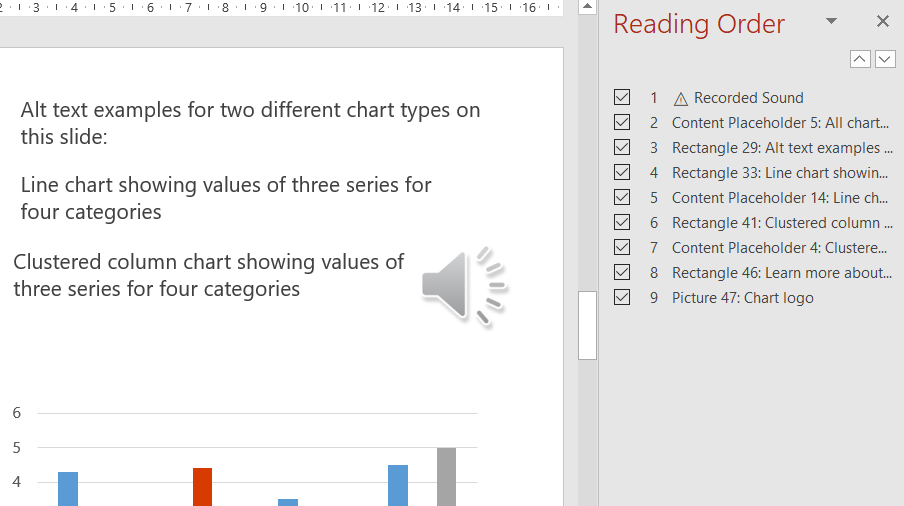 2 3 4 5 6 7 8 9 10 11 12 13 14 15 16
Alt text examples for two different chart types on
this slide:
Line chart showing values of three series for
four categories
Clustered column chart showing values of
three series for four categories
6
5
4
Reading Order
1 Recorded Sound
2 Content Placeholder 5: All chart...
3 Rectangle 29: Alt text examples ...
4 Rectangle 33: Line chart showin...
5 Content Placeholder 14: Line ch...
6 Rectangle 41: Clustered column ...
7 Content Placeholder 4: Clustere...
8 Rectangle 46: Learn more about...
9 Picture 47: Chart logo